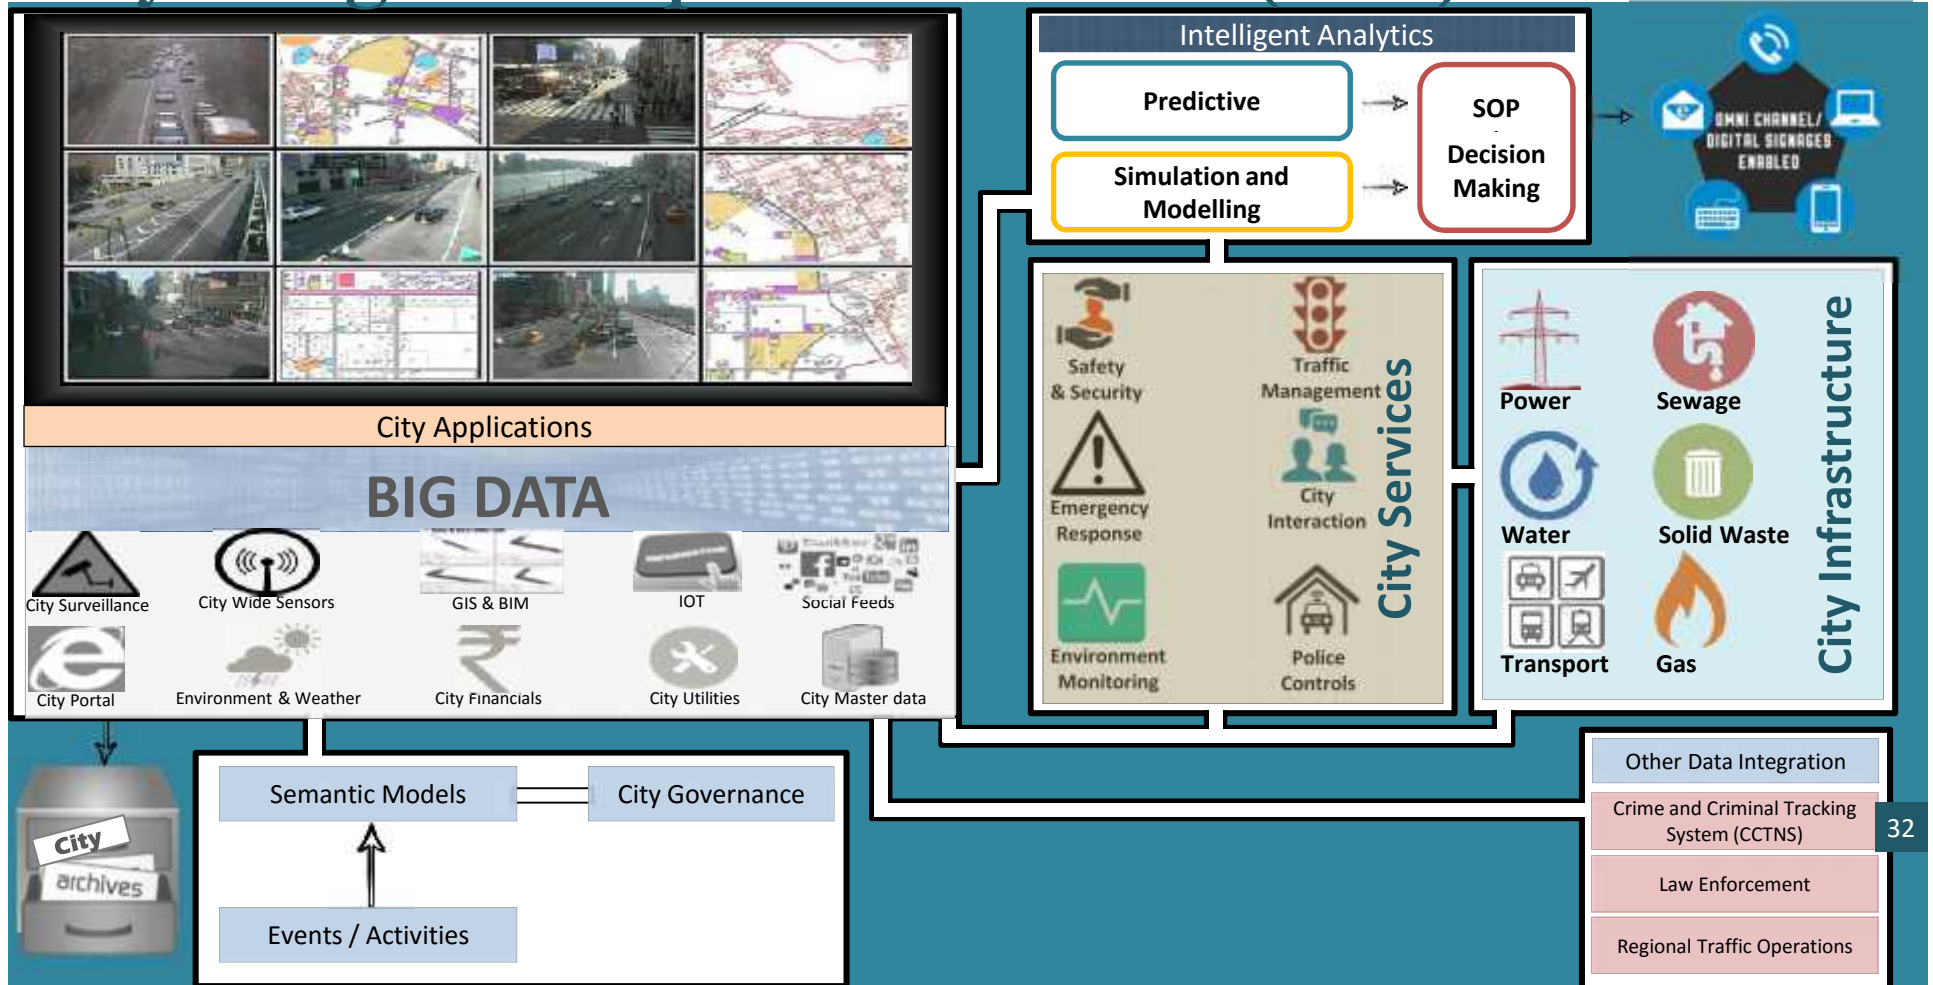 Intelligent Analytics
Predictive
Simulation and
Modelling
SOP
Decision
Making
OMNI CHANNEL/
DIGITAL SIGNAGES
ENABLED
City Applications
BIG DATA
City Surveillance
City Wide Sensors
GIS & BIM
IOT
Social Feeds
City Portal
Environment & Weather
City Financials
City Utilities
City Master data
Safety
& Security
Traffic
Management
Emergency
Response
City
Interaction
Environment
Monitoring
Police
Controls
City Services
Power
Sewage
Water
Solid Waste
Transport
Gas
City Infrastructure
City
archives
Semantic Models
City Governance
Events / Activities
Other Data Integration
Crime and Criminal Tracking
System (CCTNS)
Law Enforcement
Regional Traffic Operations
32